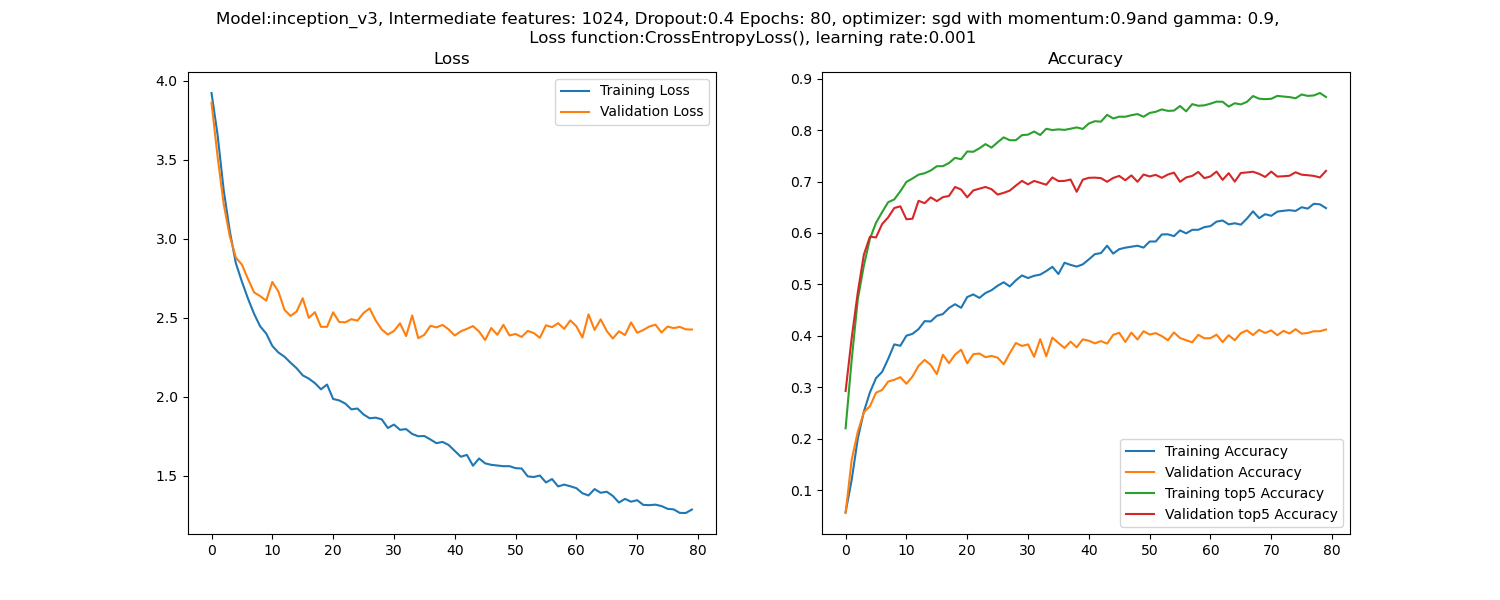 Model:inception_v3, Intermediate features: 1024, Dropout:0.4 Epochs: 80, optimizer: sgd with momentum:0.9and gamma: 0.9,
Loss function:CrossEntropyLoss(), learning rate:0.001
Loss
4.0
3.5
3.0
2.5
2.0
1.5
0 10 20 30 40 50 60 70 80
Training Loss
Validation Loss
Accuracy
0.9
0.8
0.7
0.6
0.5
0.4
0.3
0.2
0.1
0 10 20 30 40 50 60 70 80
Training Accuracy
Validation Accuracy
Training top5 Accuracy
Validation top5 Accuracy